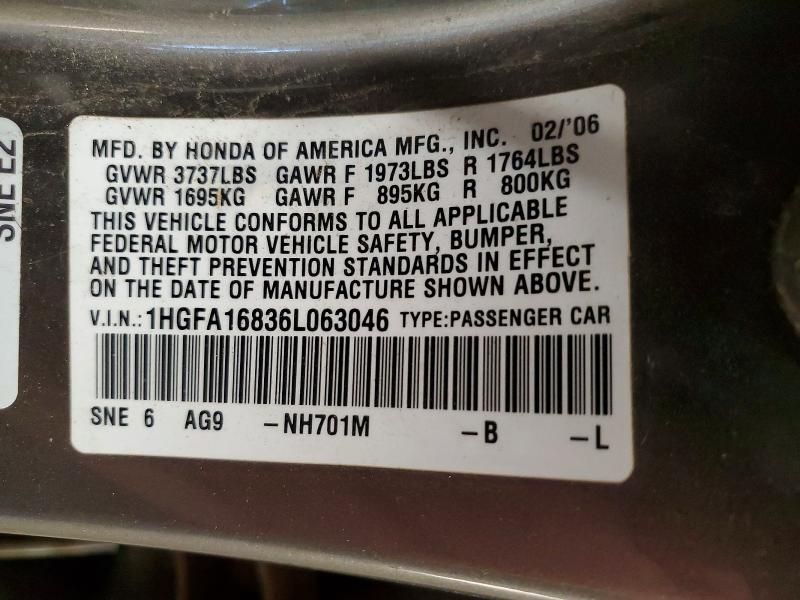 SNE E2
MFD. BY HONDA OF AMERICA MFG., INC. 02/'06
GVWR 3737LBS GAWR F 1973LBS R 1764LBS
GVWR 1695KG GAWR F 895KG R 800KG
THIS VEHICLE CONFORMS TO ALL APPLICABLE
FEDERAL MOTOR VEHICLE SAFETY, BUMPER,
AND THEFT PREVENTION STANDARDS IN EFFECT
ON THE DATE OF MANUFACTURE SHOWN ABOVE.
V.I.N.: 1HGFA16836L063046 TYPE:PASSENGER CAR
SNE 6 AG9 -NH701M -B -L